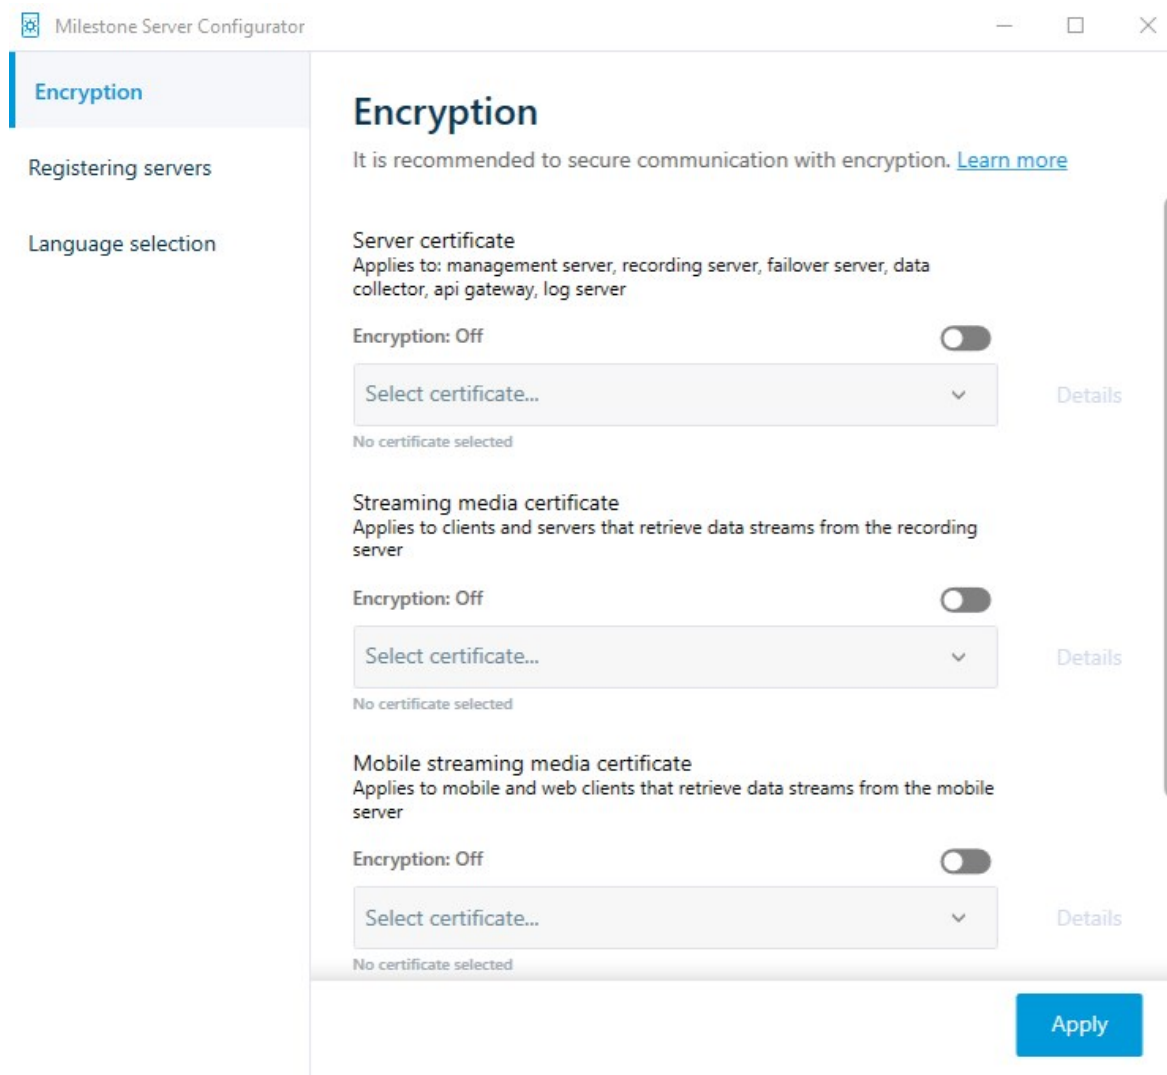 Milestone Server Configurator
Encryption
Registering servers
Language selection
Encryption
It is recommended to secure communication with encryption. Learn more
Server certificate
Applies to: management server, recording server, failover server, data
collector, api gateway, log server
Encryption: Off
Select certificate...
Details
No certificate selected
Streaming media certificate
Applies to clients and servers that retrieve data streams from the recording
server
Encryption: Off
Select certificate...
Details
No certificate selected
Mobile streaming media certificate
Applies to mobile and web clients that retrieve data streams from the mobile
server
Encryption: Off
Select certificate...
Details
No certificate selected
Apply